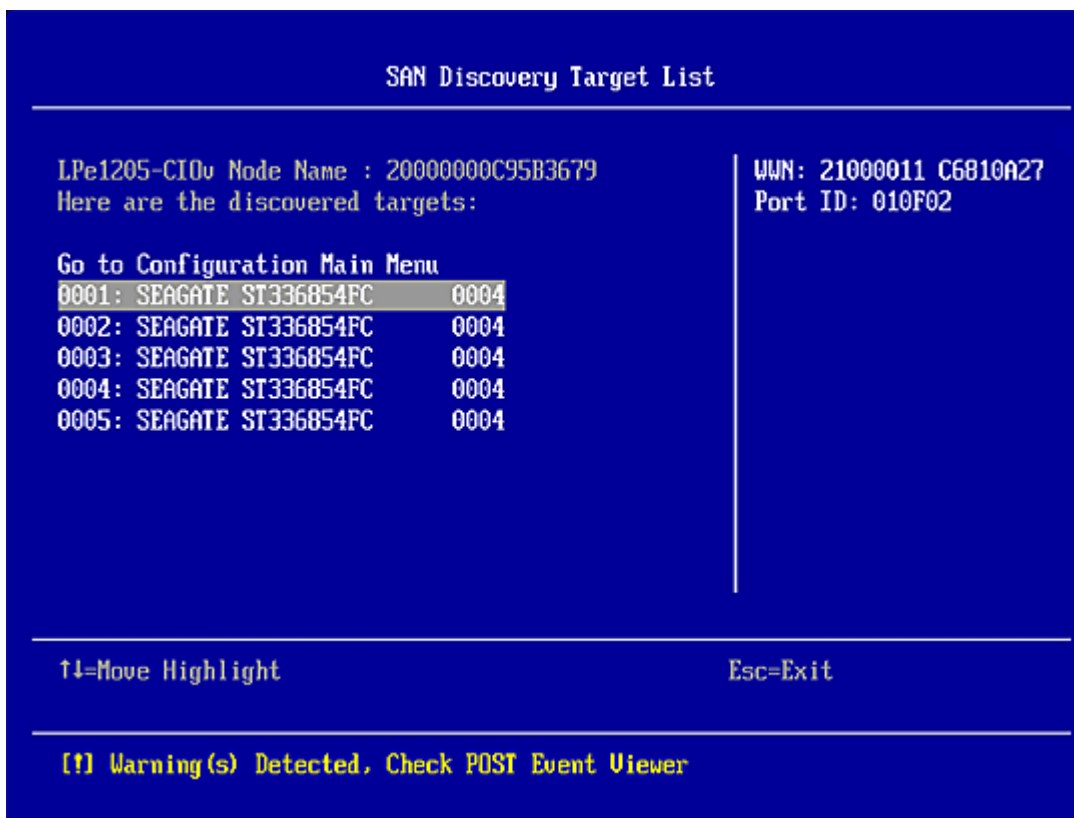 SAN Discovery Target List
LPe1205-CIOv Node Name : 20000000C95B3679
Here are the discovered targets:
Go to Configuration Main Menu
0001: SEAGATE ST336854FC 0004
0002: SEAGATE ST336854FC 0004
0003: SEAGATE ST336854FC 0004
0004: SEAGATE ST336854FC 0004
0005: SEAGATE ST336854FC 0004
WWN: 21000011 C6810A27
Port ID: 010F02
↑↓=Move Highlight
Esc=Exit
[!] Warning(s) Detected, Check POST Event Viewer